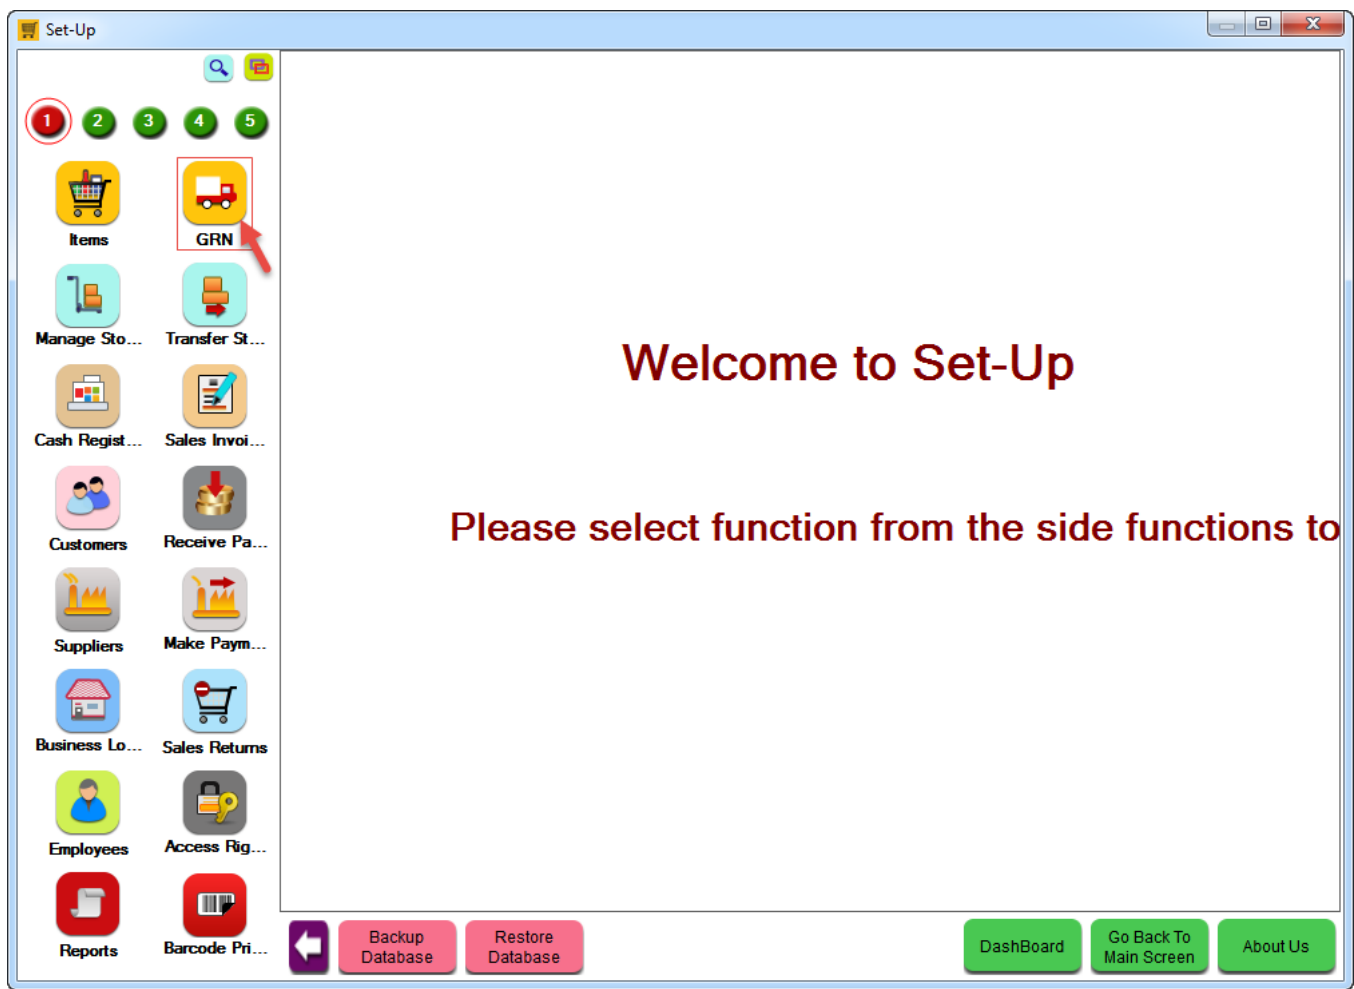 Set-Up
1 2 3 4 5
Items GRN
Manage Sto... Transfer St...
Cash Regist... Sales Invoi...
Customers Receive Pa...
Suppliers Make Paym...
Business Lo... Sales Returns
Employees Access Rig...
Reports Barcode Pri...
Welcome to Set-Up
Please select function from the side functions to
Backup
Database
Restore
Database
DashBoard
Go Back To
Main Screen
About Us